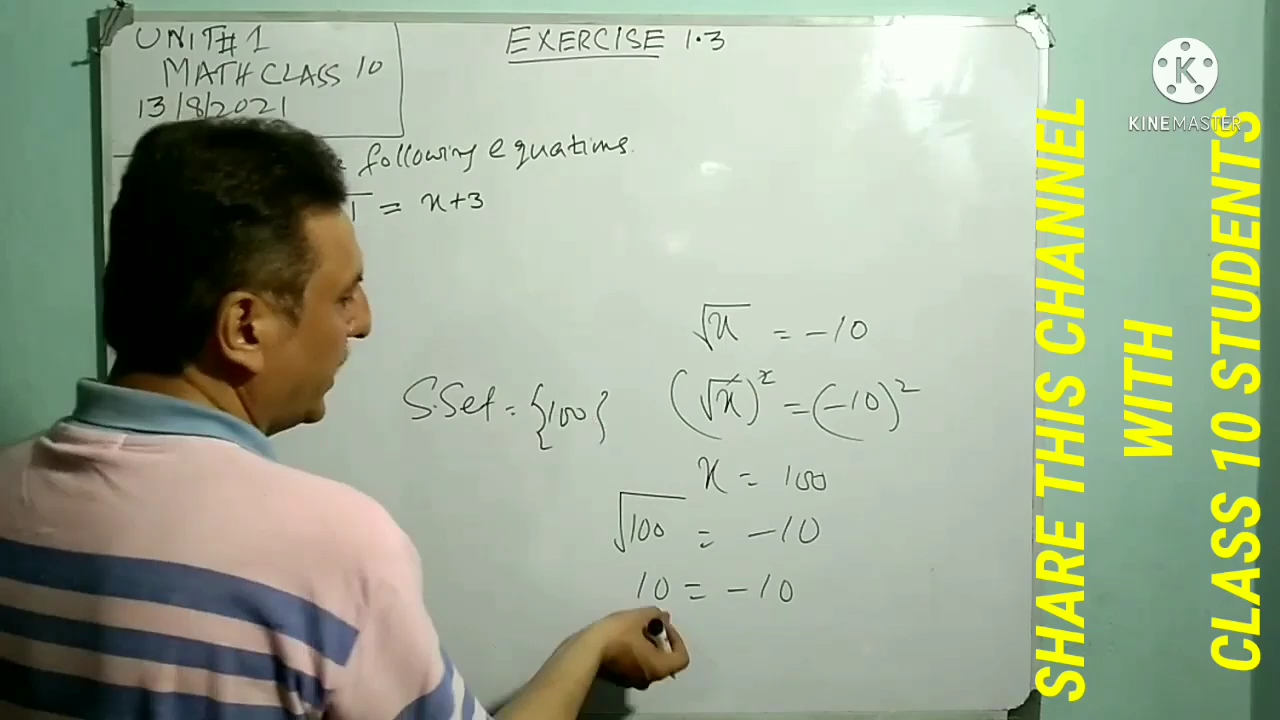 UNIT#1
MATH CLASS 10
13/8/2021
EXERCISE 1.3
following equations.
1 = x+3
√x = -10
(√x)² = (-10)²
S.Set = {100}
x = 100
√100 = -10
10 = -10
KINEMASTER
SHARE THIS CHANNEL
WITH
CLASS 10 STUDENTS